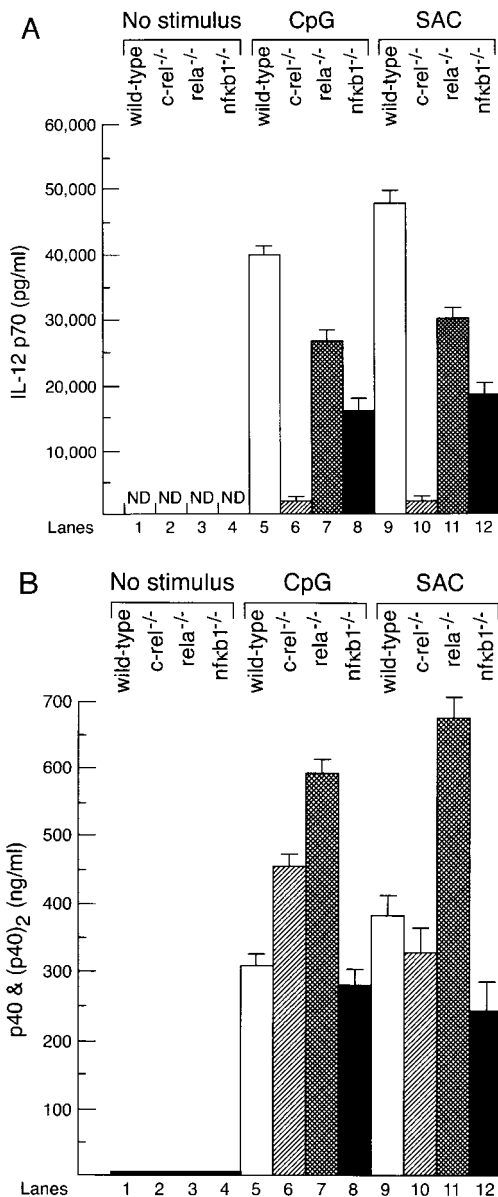 A
No stimulus CpG SAC
wild-type c-rel-/- rela-/- nfκb1-/- wild-type c-rel-/- rela-/- nfκb1-/- wild-type c-rel-/- rela-/- nfκb1-/-
IL-12 p70 (pg/ml)
60,000
50,000
40,000
30,000
20,000
10,000
ND ND ND ND
Lanes 1 2 3 4 5 6 7 8 9 10 11 12
B
No stimulus CpG SAC
wild-type c-rel-/- rela-/- nfκb1-/- wild-type c-rel-/- rela-/- nfκb1-/- wild-type c-rel-/- rela-/- nfκb1-/-
p40 & (p40)2 (ng/ml)
700
600
500
400
300
200
100
Lanes 1 2 3 4 5 6 7 8 9 10 11 12